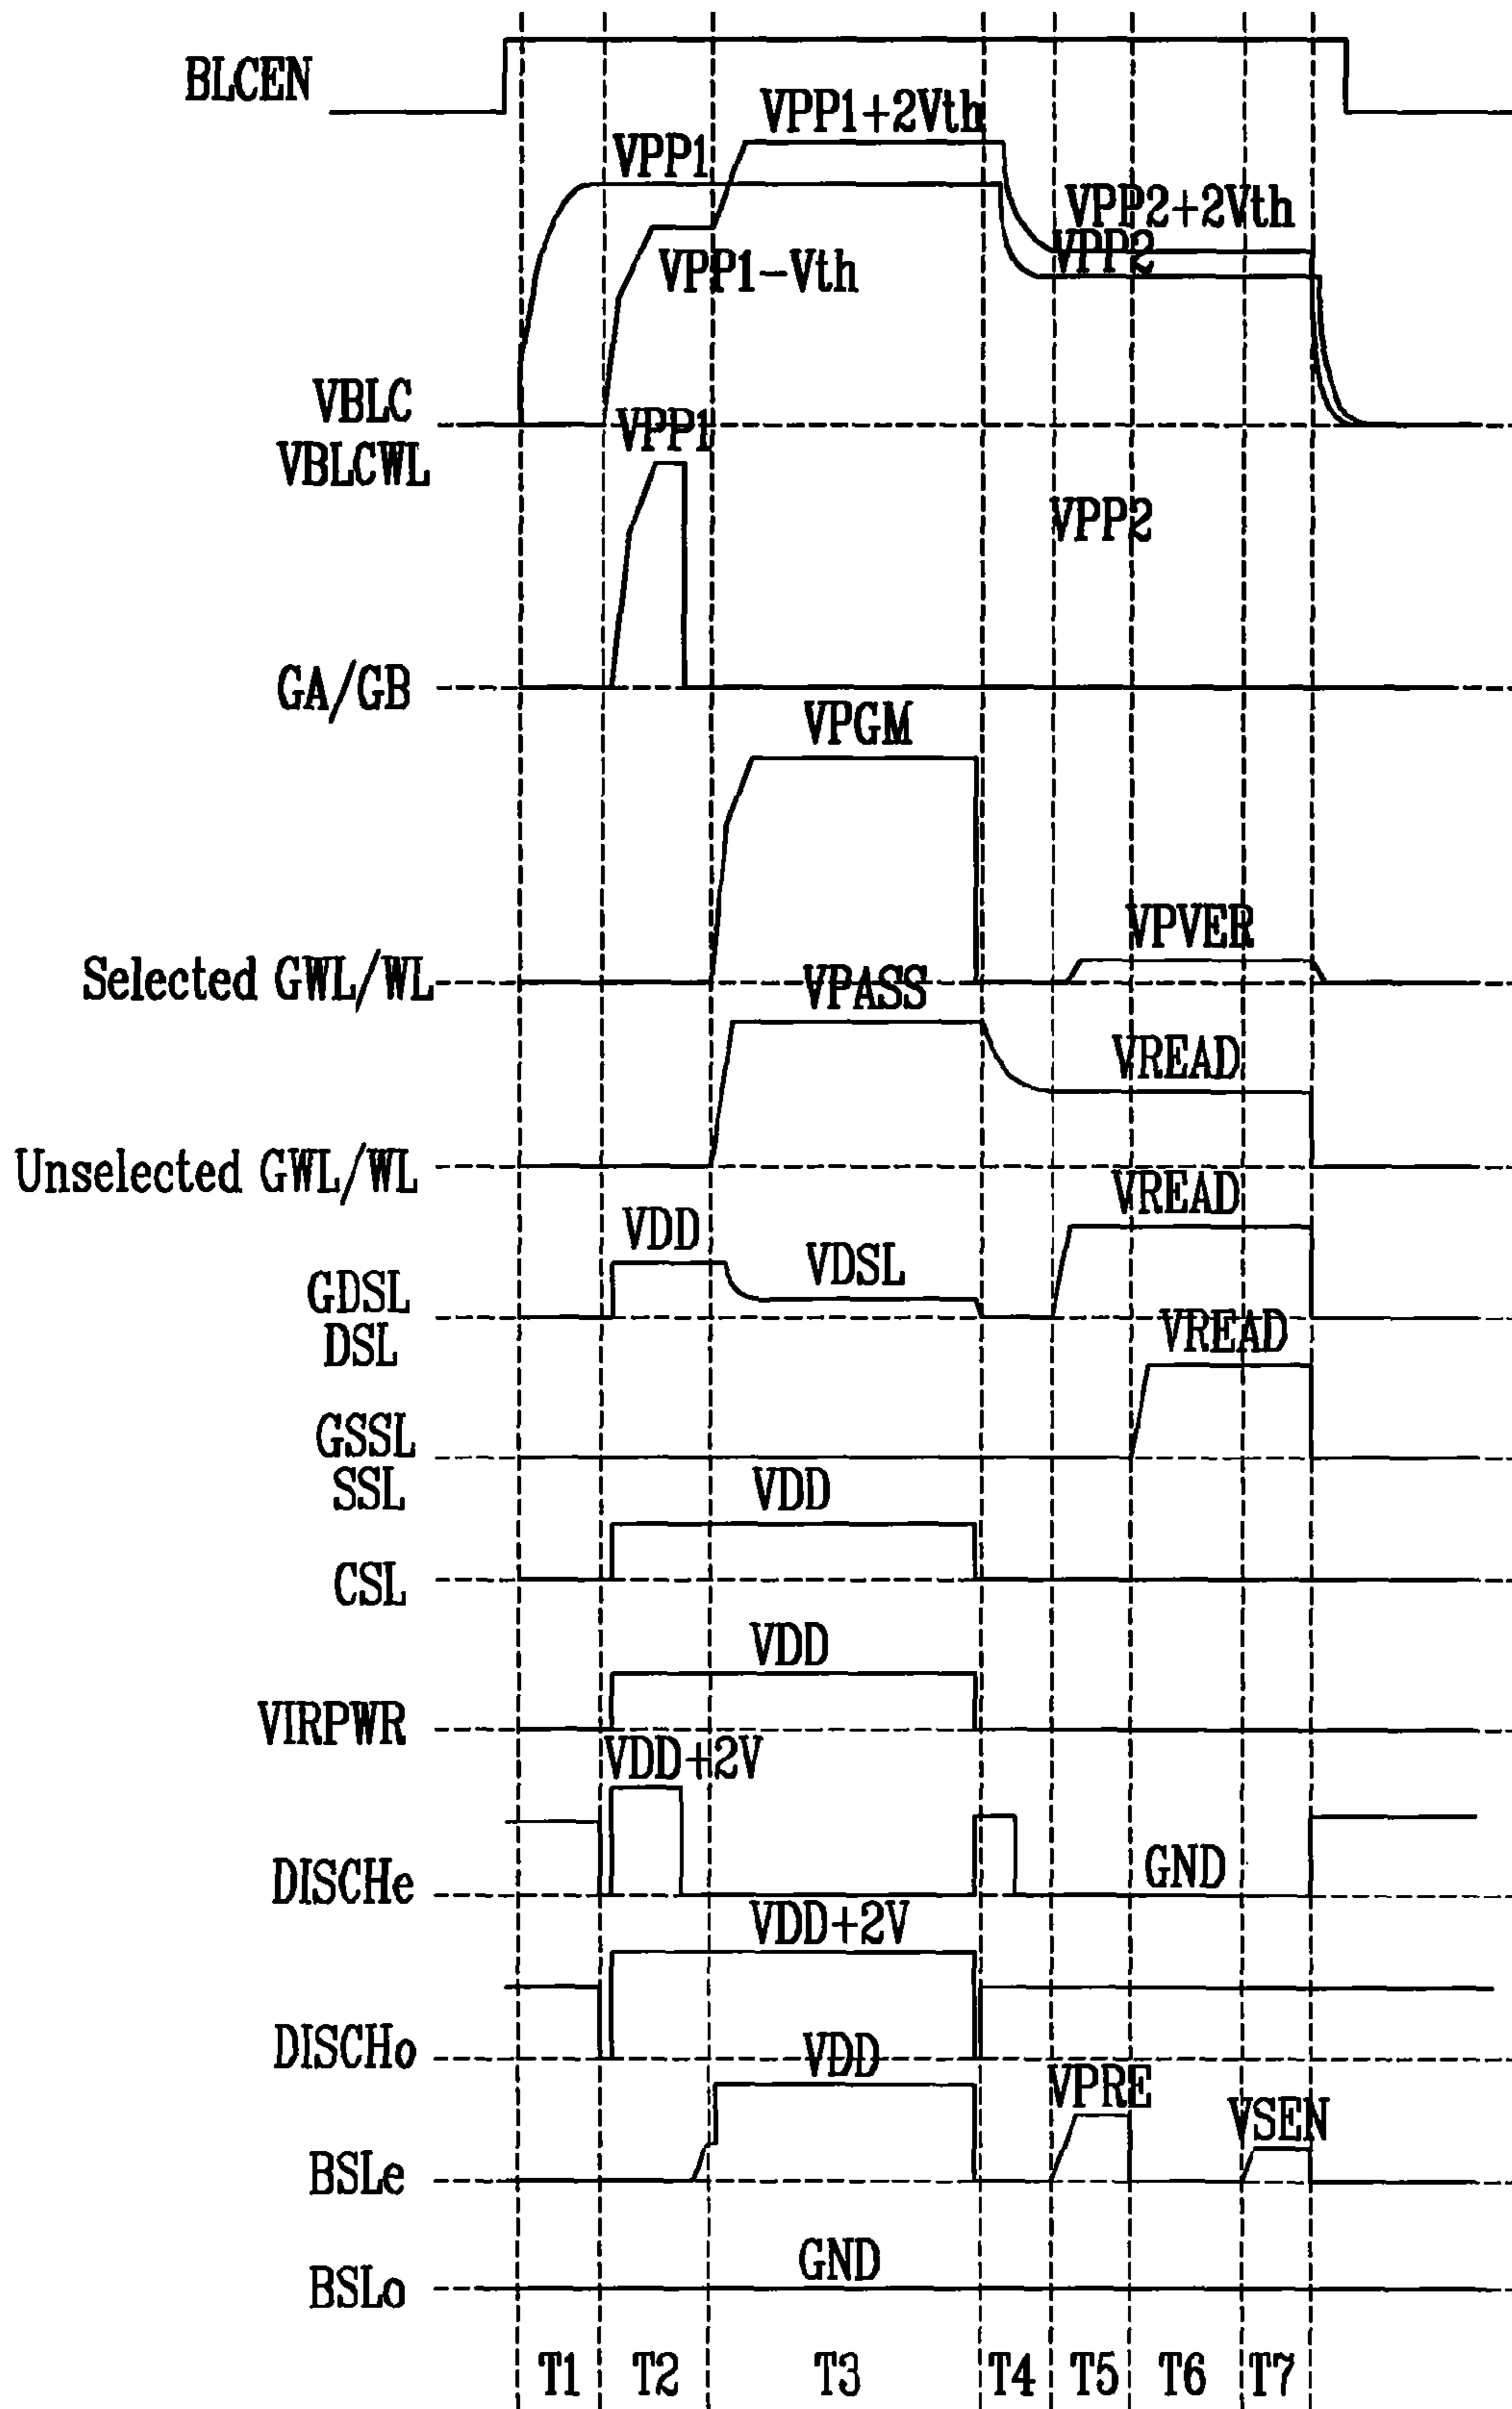 BLCEN
VPP1+2Vth
VPP1
VPP2+2Vth
VPP2
VPP1-Vth
VBLC
VBLCWL
VPP1
VPP2
GA/GB
VPGM
VPVER
Selected GWL/WL
VPASS
VREAD
Unselected GWL/WL
VREAD
VDD
VDSL
GDSL
DSL
VREAD
GSSL
SSL
VDD
CSL
VDD
VIRPWR
VDD+2V
GND
DISCHe
VDD+2V
DISCHo
VDD
VPRE
VSEN
BSLe
GND
BSLo
T1 T2 T3 T4 T5 T6 T7